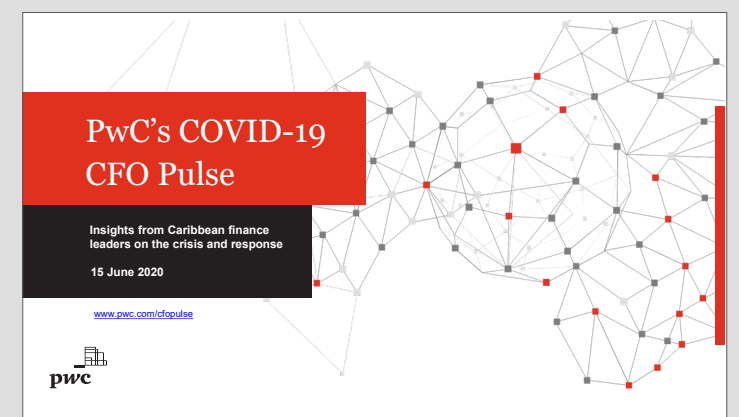 PwC's COVID-19
CFO Pulse
Insights from Caribbean finance
leaders on the crisis and response
15 June 2020
www.pwc.com/cfopulse
pwc